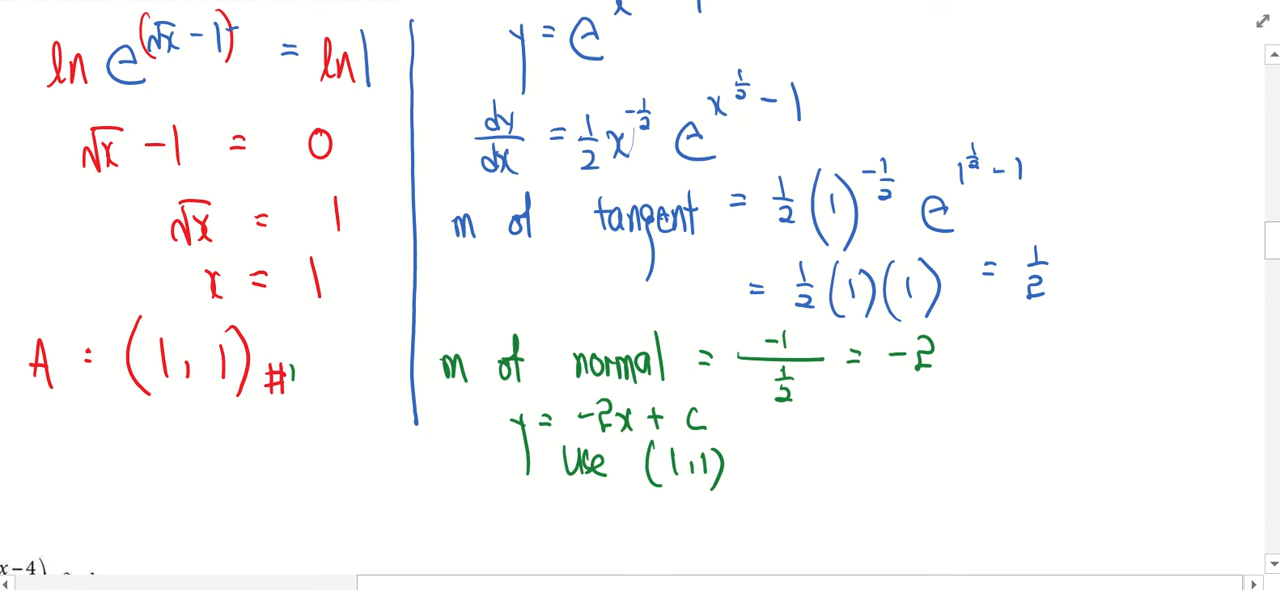 ln e^(√x - 1) = ln 1
√x - 1 = 0
√x = 1
x = 1
A : (1, 1) #1
y = e
dy/dx = 1/2 x^(-1/2) e^(x^(1/2) - 1)
m of tangent = 1/2 (1)^(-1/2) e^(1^(1/2) - 1)
= 1/2 (1)(1) = 1/2
m of normal = -1/(1/2) = -2
y = -2x + c
use (1,1)
x-4)